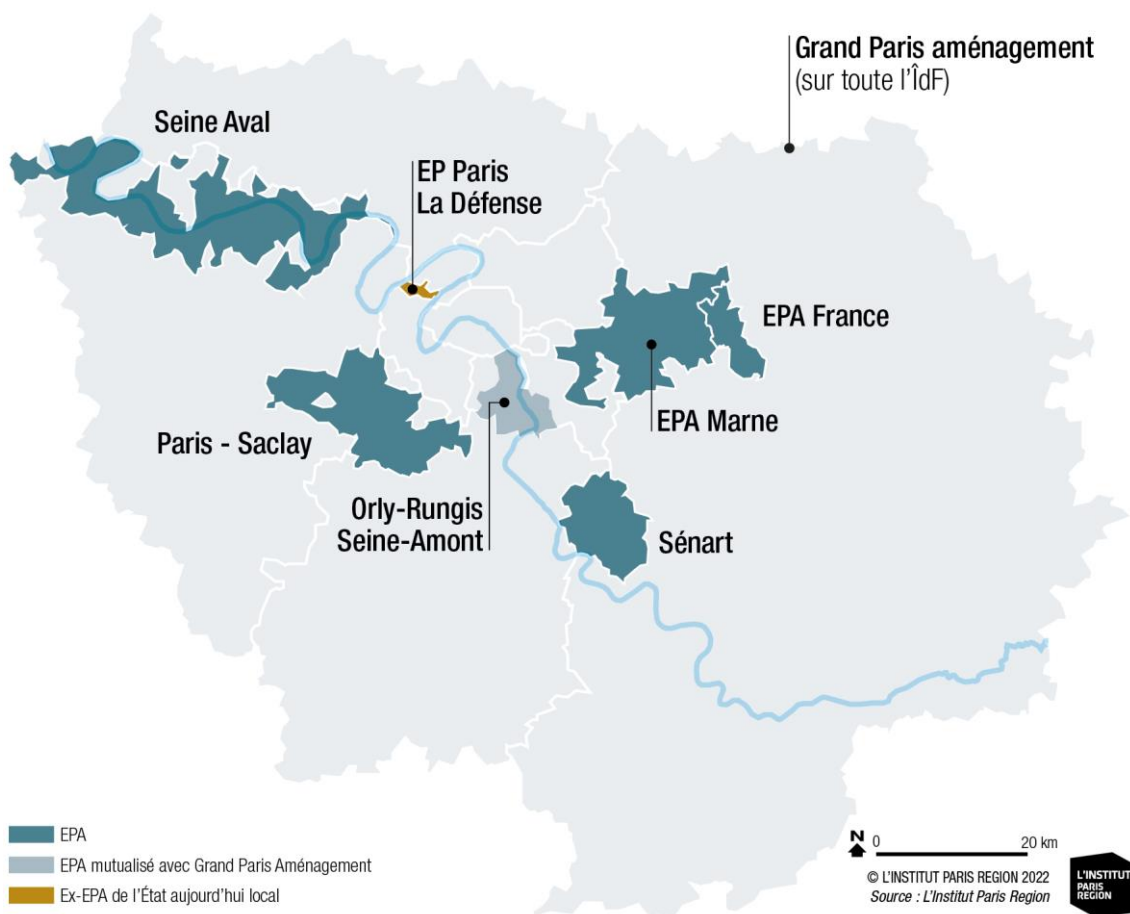 Grand Paris aménagement
(sur toute l'ÎdF)
Seine Aval
EP Paris
La Défense
EPA France
EPA Marne
Paris - Saclay
Orly-Rungis
Seine-Amont
Sénart
EPA
EPA mutualisé avec Grand Paris Aménagement
Ex-EPA de l'État aujourd'hui local
N
0 20 km
© L'INSTITUT PARIS REGION 2022
Source : L'Institut Paris Region
L'INSTITUT
PARIS
REGION